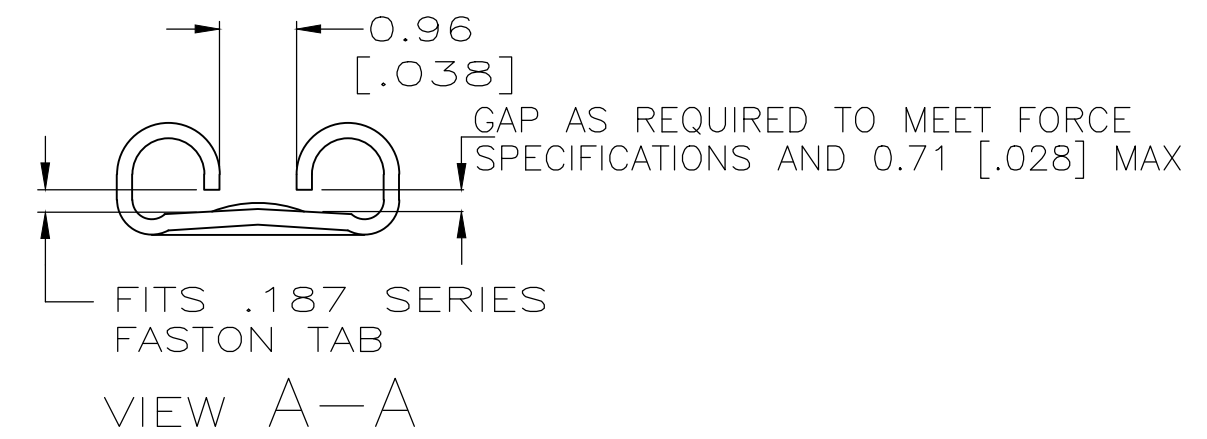 0.96
[.038]
GAP AS REQUIRED TO MEET FORCE
SPECIFICATIONS AND 0.71 [.028] MAX
FITS .187 SERIES
FASTON TAB
VIEW A-A